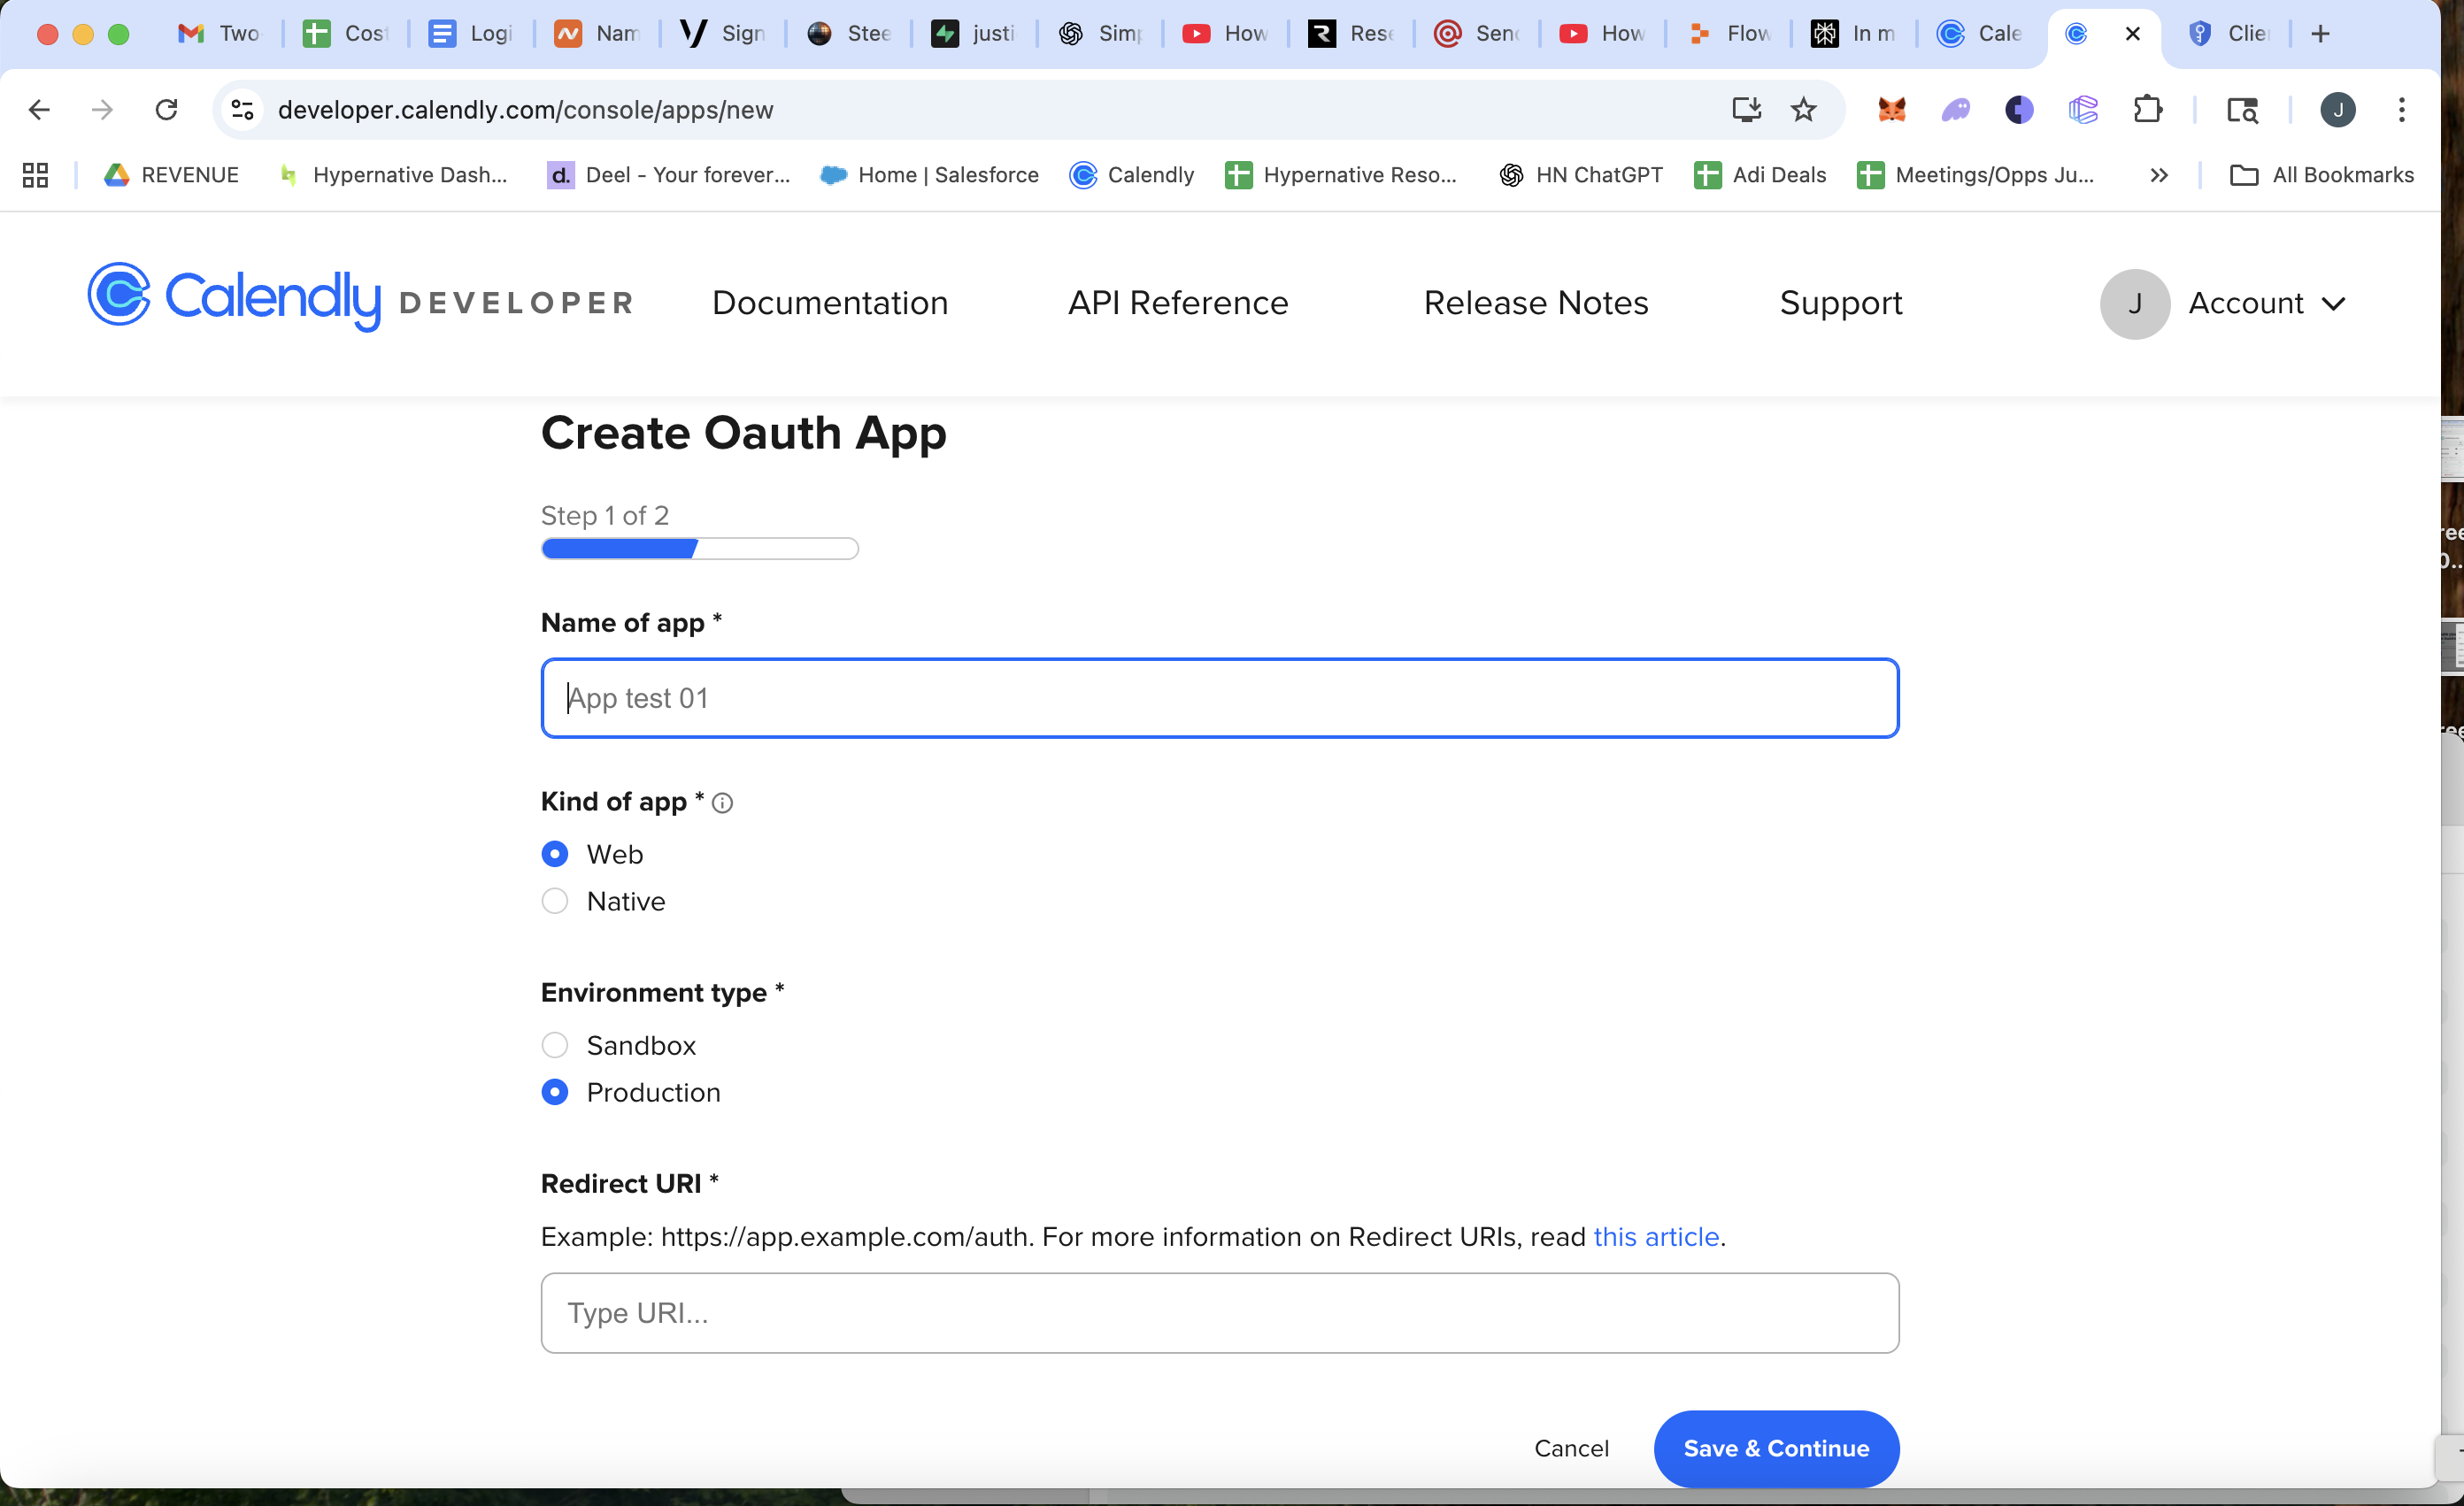 Two
Cost
Logi
Nam
Sign
Stee
justi
Simp
How
Rese
Send
How
Flow
In m
Cale
Clie
developer.calendly.com/console/apps/new
J
REVENUE
Hypernative Dash...
d.
Deel - Your forever...
Home | Salesforce
Calendly
Hypernative Reso...
HN ChatGPT
Adi Deals
Meetings/Opps Ju...
All Bookmarks
Calendly DEVELOPER
Documentation
API Reference
Release Notes
Support
J
Account
Create Oauth App
Step 1 of 2
Name of app *
App test 01
Kind of app *
Web
Native
Environment type *
Sandbox
Production
Redirect URI *
Example: https://app.example.com/auth. For more information on Redirect URIs, read this article.
Type URI...
Cancel
Save & Continue